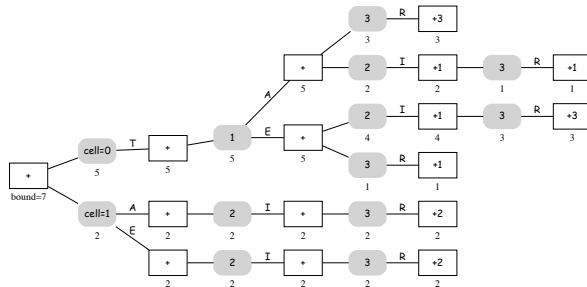 3 R +3
3 3
A + 2 I +1 3 R +1
5 2 2 1 1
cell=0 T + 1 E + 2 I +1 3 R +3
5 5 5 5 4 4 3 3
3 R +1
1 1
+
bound=7
cell=1 A + 2 I + 3 R +2
2 2 2 2 2 2
E + 2 I + 3 R +2
2 2 2 2 2